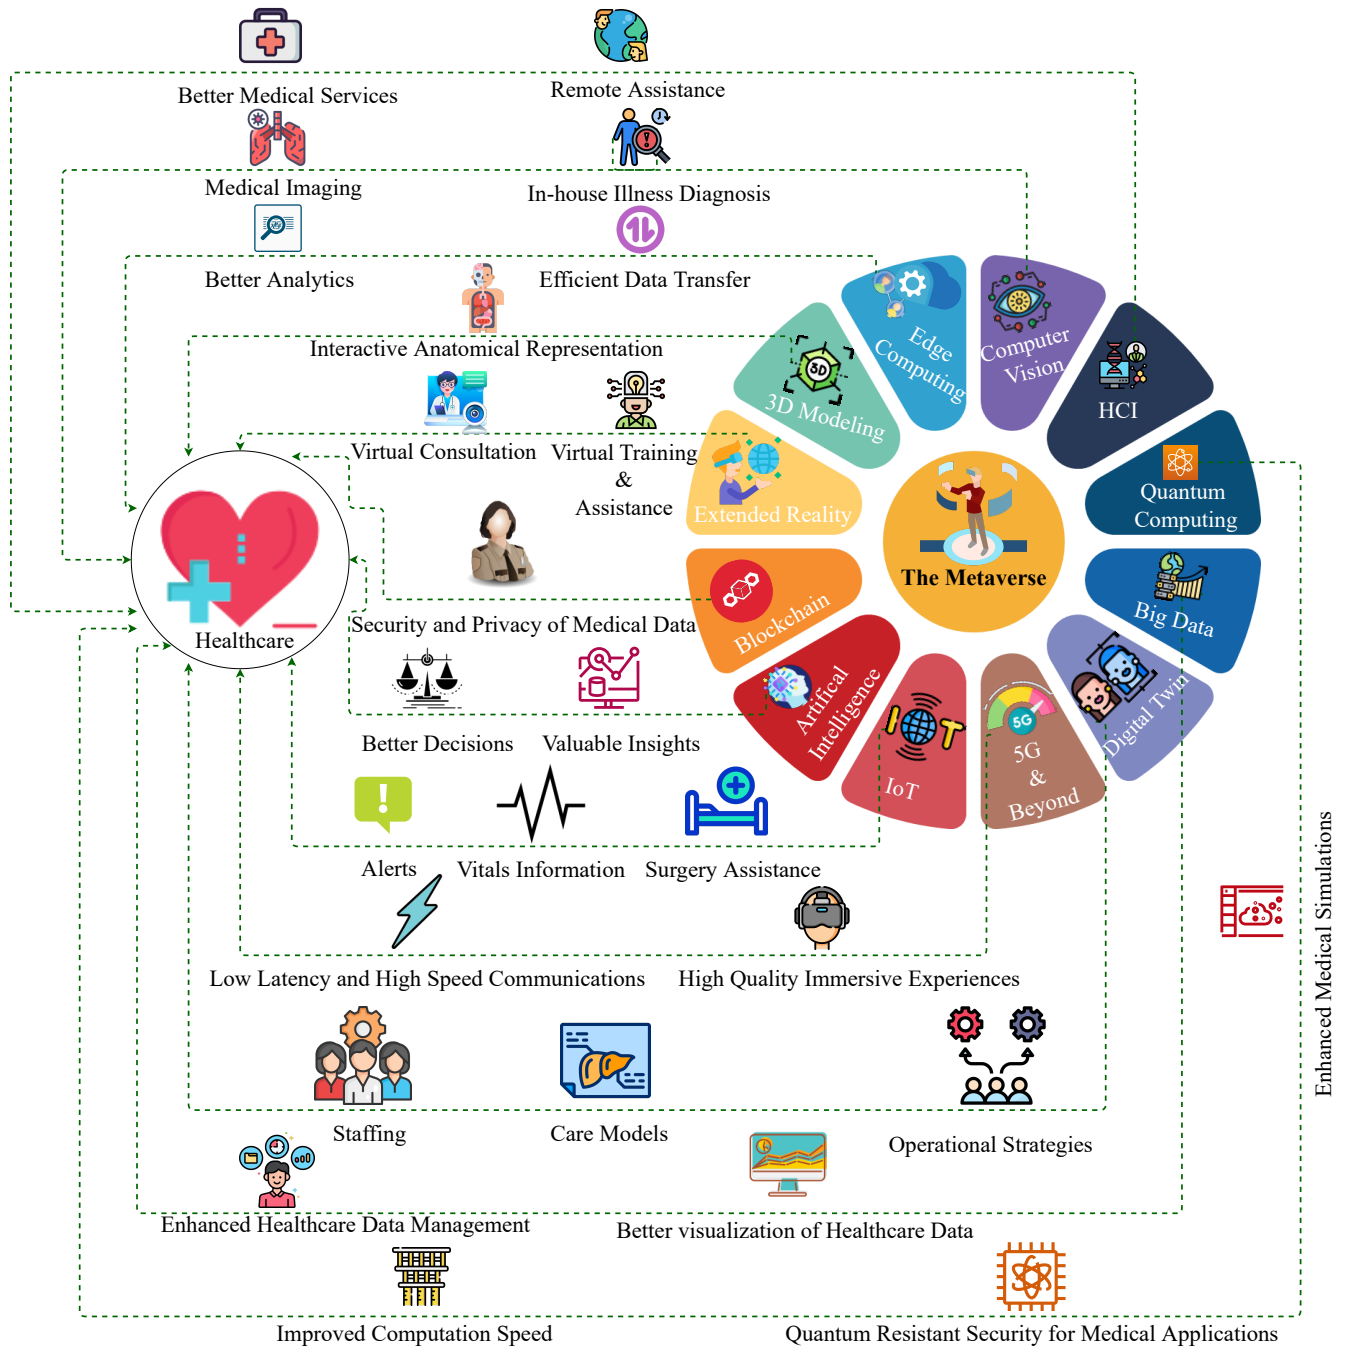 Better Medical Services
Remote Assistance
Medical Imaging
In-house Illness Diagnosis
Better Analytics
Efficient Data Transfer
Interactive Anatomical Representation
Virtual Consultation
Virtual Training
&
Assistance
Healthcare
Security and Privacy of Medical Data
Better Decisions
Valuable Insights
Alerts
Vitals Information
Surgery Assistance
Low Latency and High Speed Communications
High Quality Immersive Experiences
Staffing
Care Models
Operational Strategies
Enhanced Healthcare Data Management
Better visualization of Healthcare Data
Improved Computation Speed
Quantum Resistant Security for Medical Applications
Enhanced Medical Simulations
The Metaverse
Edge
Computing
Computer
Vision
HCI
Quantum
Computing
Big Data
Digital Twin
5G
5G
&
Beyond
IOT
IoT
Artifical
Intelligence
Blockchain
Extended Reality
3D
3D Modeling